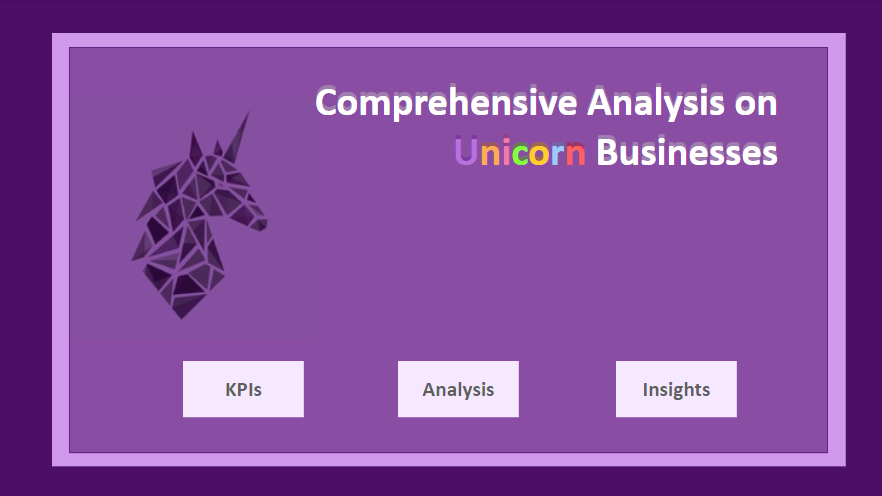 Comprehensive Analysis on
Unicorn Businesses
KPIs
Analysis
Insights